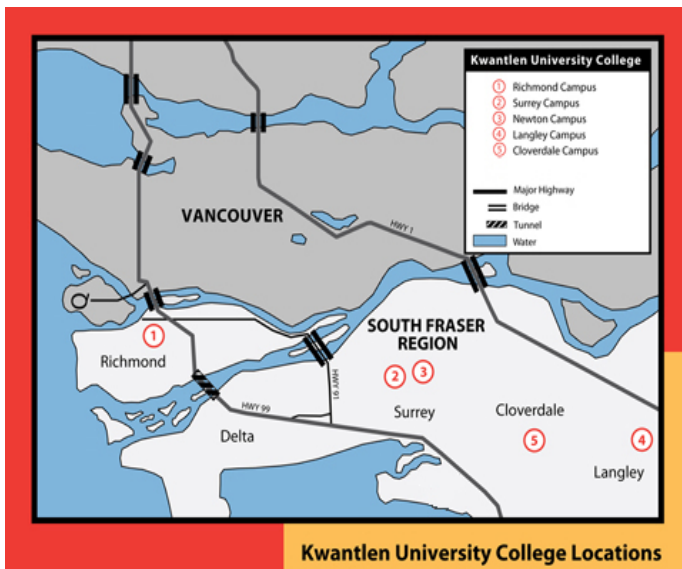 Kwantlen University College
1 Richmond Campus
2 Surrey Campus
3 Newton Campus
4 Langley Campus
5 Cloverdale Campus
Major Highway
Bridge
Tunnel
Water
VANCOUVER
HWY 1
SOUTH FRASER
REGION
1
Richmond
2
3
HWY 91
HWY 99
Surrey
Cloverdale
Delta
5
4
Langley
Kwantlen University College Locations